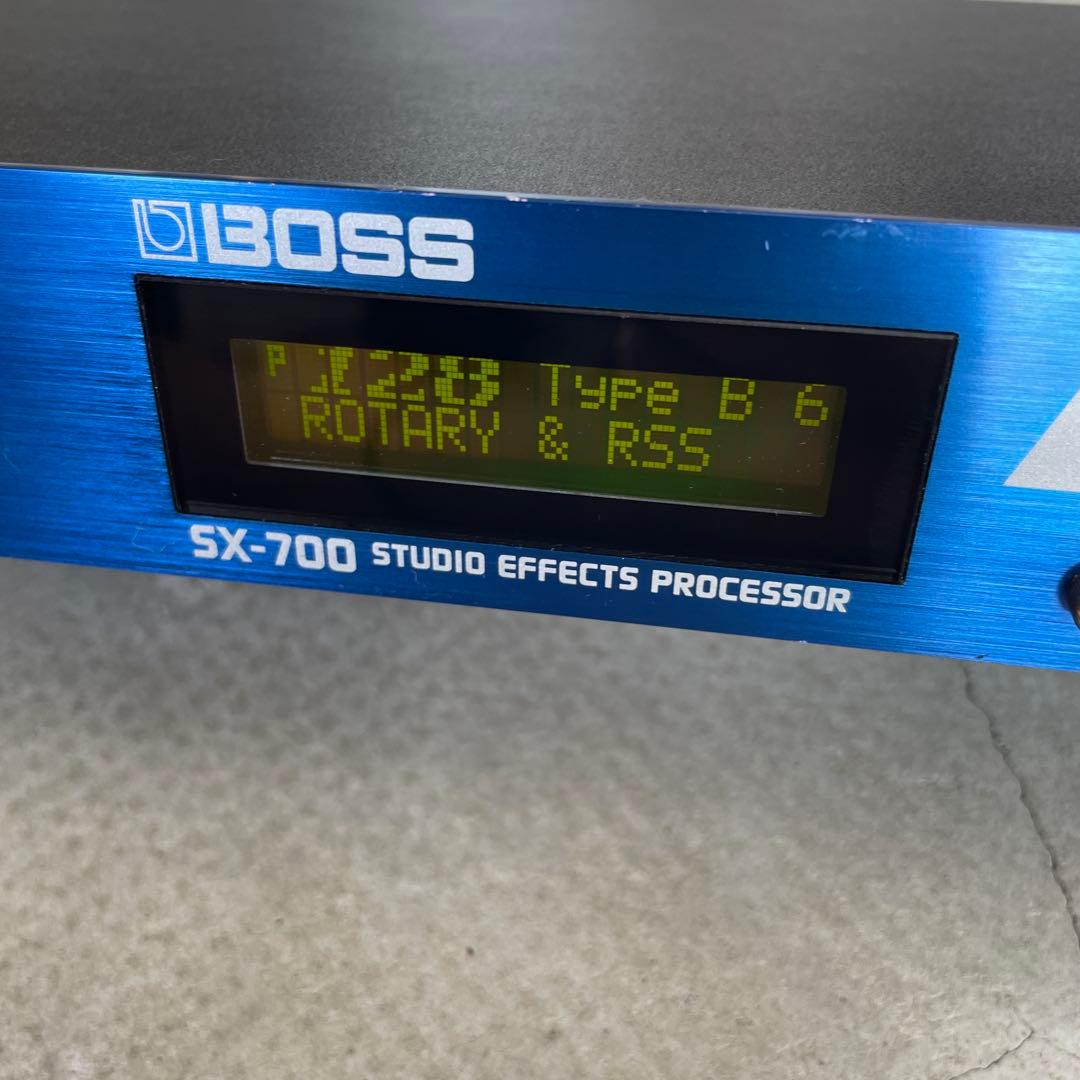 BOSS
P 128 Type B 6
ROTARY & RSS
SX-700 STUDIO EFFECTS PROCESSOR